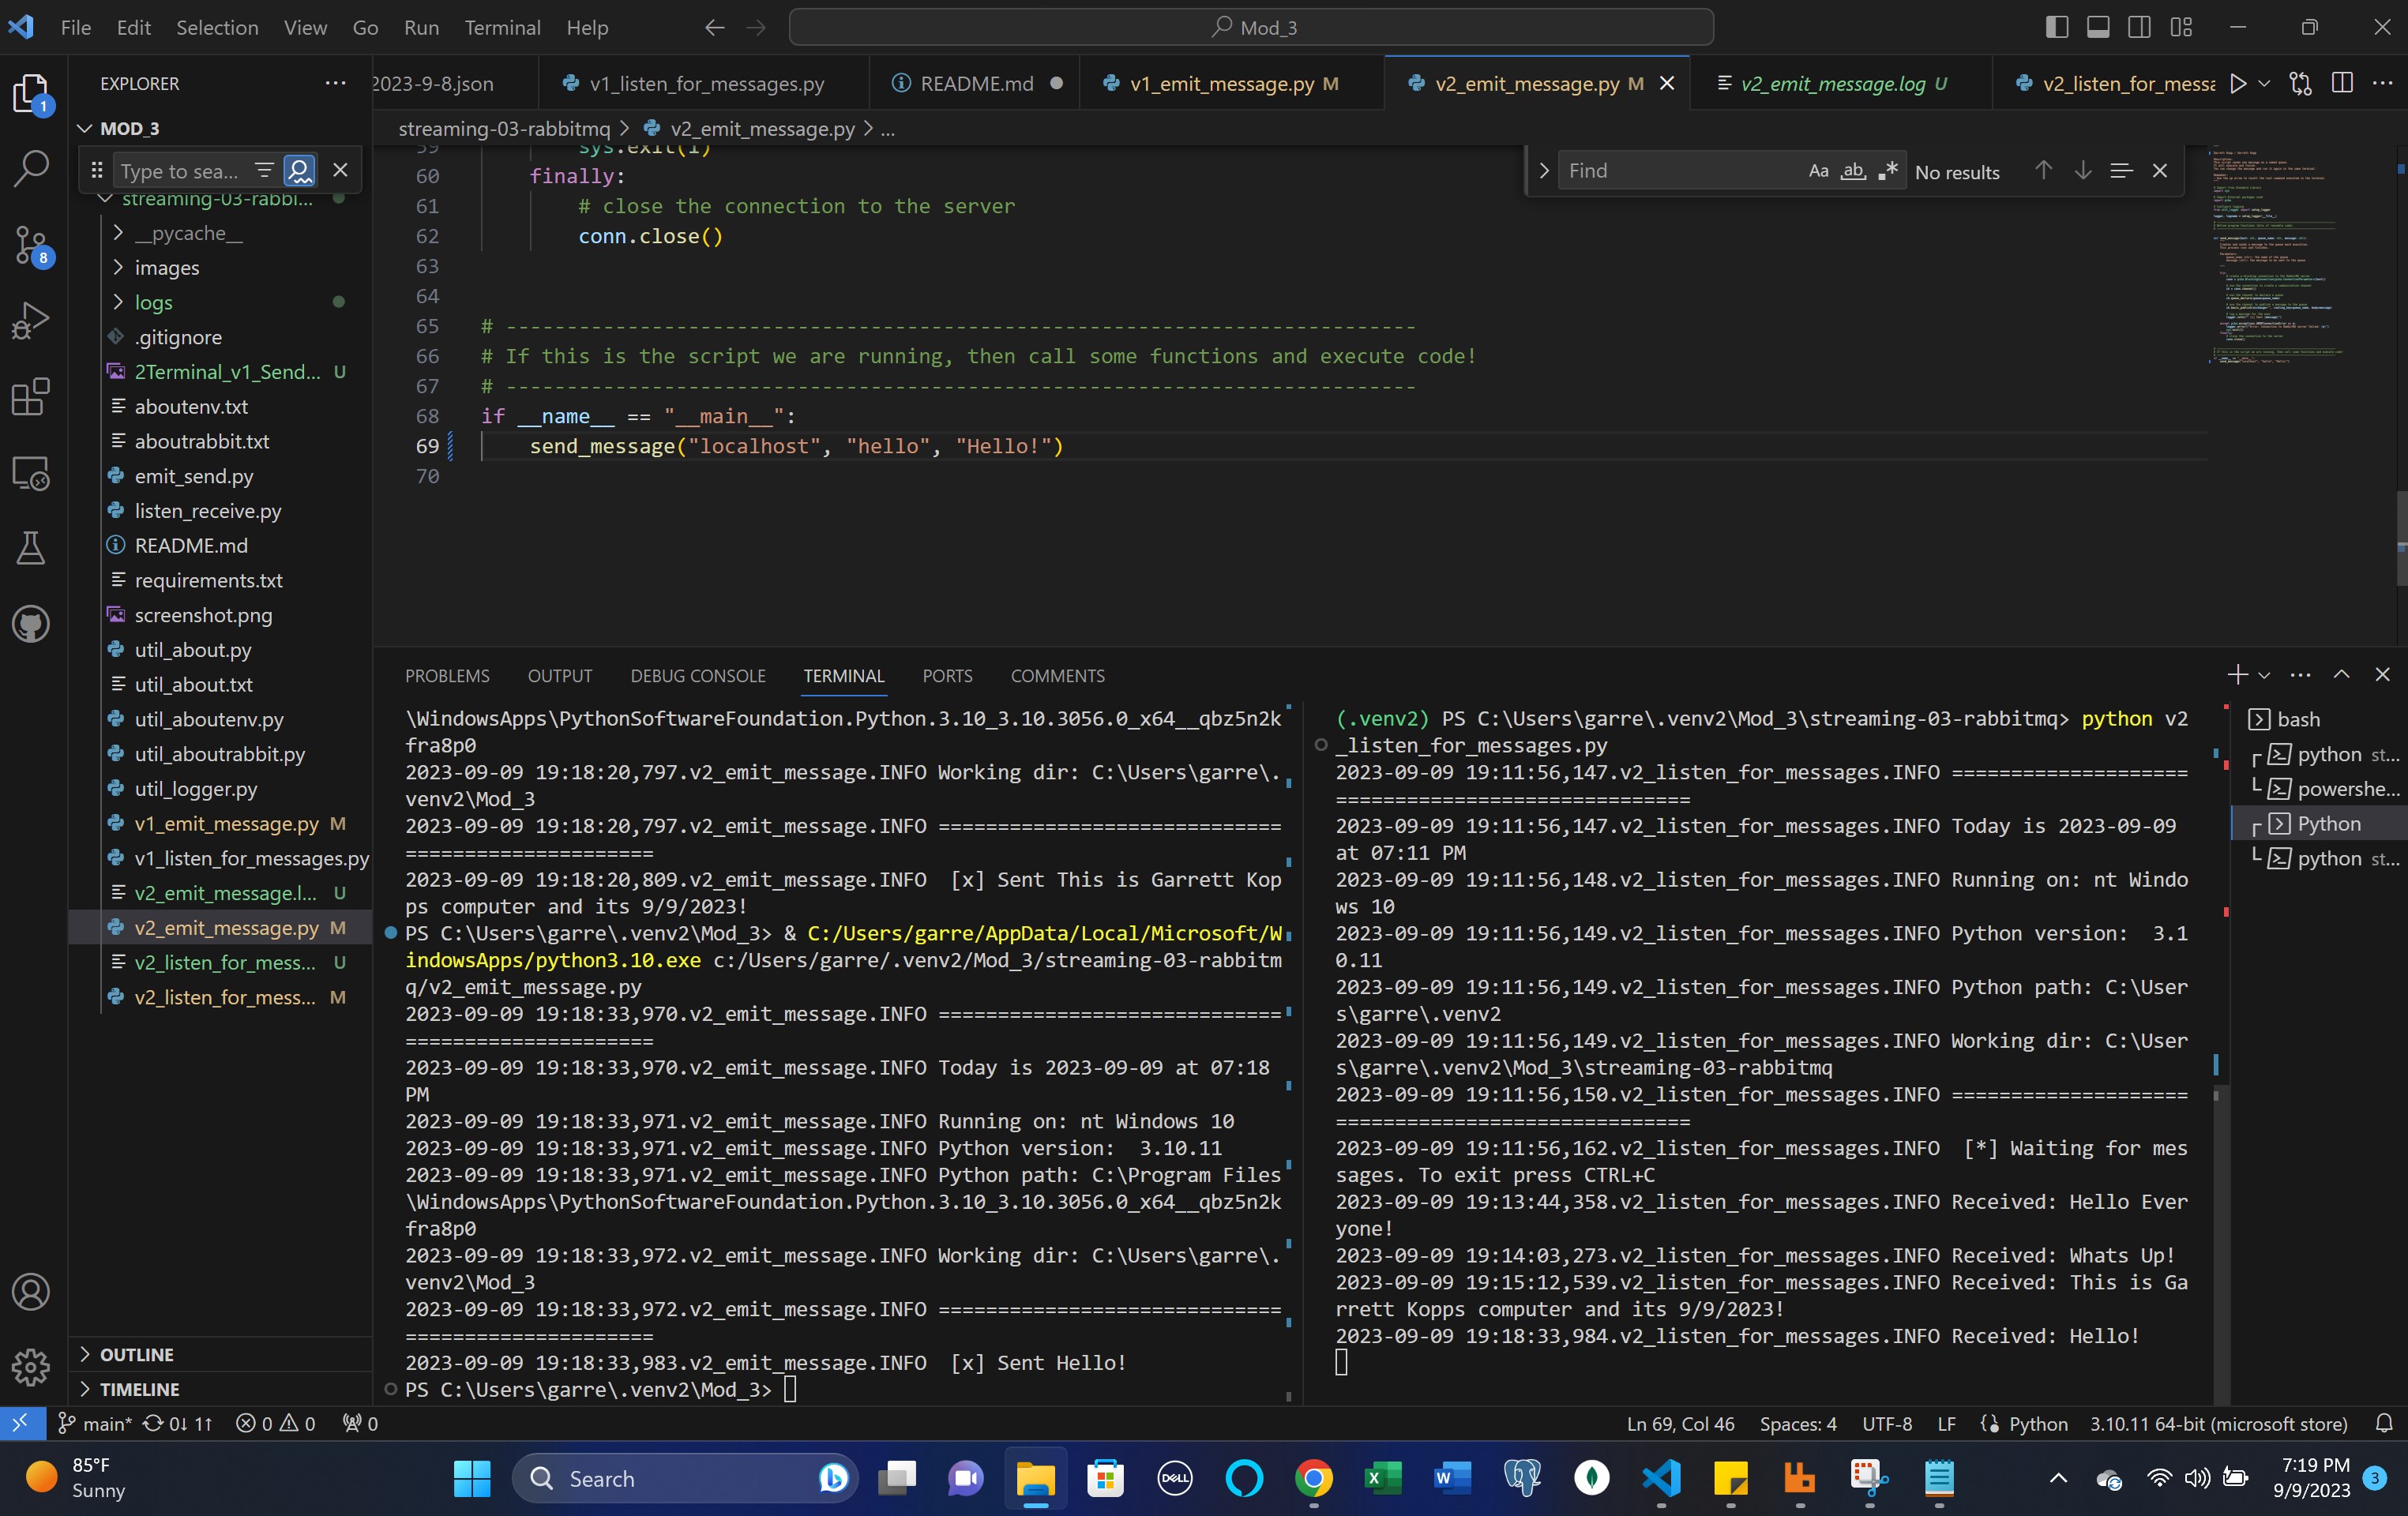 File Edit Selection View Go Run Terminal Help
Mod_3
EXPLORER
2023-9-8.json
v1_listen_for_messages.py
README.md
v1_emit_message.py M
v2_emit_message.py M
v2_emit_message.log U
v2_listen_for_messa
MOD_3
Type to sea...
streaming-03-rabbi...
__pycache__
images
logs
.gitignore
2Terminal_v1_Send... U
aboutenv.txt
aboutrabbit.txt
emit_send.py
listen_receive.py
README.md
requirements.txt
screenshot.png
util_about.py
util_about.txt
util_aboutenv.py
util_aboutrabbit.py
util_logger.py
v1_emit_message.py M
v1_listen_for_messages.py
v2_emit_message.l... U
v2_emit_message.py M
v2_listen_for_mess... U
v2_listen_for_mess... M
OUTLINE
TIMELINE
1
8
streaming-03-rabbitmq > v2_emit_message.py > ...
Find
Aa ab .* No results
59 sys.exit(1)
60 finally:
61 # close the connection to the server
62 conn.close()
63
64
65 # ---------------------------------------------------------------------------
66 # If this is the script we are running, then call some functions and execute code!
67 # ---------------------------------------------------------------------------
68 if __name__ == "__main__":
69 send_message("localhost", "hello", "Hello!")
70
PROBLEMS OUTPUT DEBUG CONSOLE TERMINAL PORTS COMMENTS
\WindowsApps\PythonSoftwareFoundation.Python.3.10_3.10.3056.0_x64__qbz5n2k
fra8p0
2023-09-09 19:18:20,797.v2_emit_message.INFO Working dir: C:\Users\garre\.
venv2\Mod_3
2023-09-09 19:18:20,797.v2_emit_message.INFO =============================
=====================
2023-09-09 19:18:20,809.v2_emit_message.INFO  [x] Sent This is Garrett Kop
ps computer and its 9/9/2023!
PS C:\Users\garre\.venv2\Mod_3> & C:/Users/garre/AppData/Local/Microsoft/W
indowsApps/python3.10.exe c:/Users/garre/.venv2/Mod_3/streaming-03-rabbitm
q/v2_emit_message.py
2023-09-09 19:18:33,970.v2_emit_message.INFO =============================
=====================
2023-09-09 19:18:33,970.v2_emit_message.INFO Today is 2023-09-09 at 07:18
PM
2023-09-09 19:18:33,971.v2_emit_message.INFO Running on: nt Windows 10
2023-09-09 19:18:33,971.v2_emit_message.INFO Python version:  3.10.11
2023-09-09 19:18:33,971.v2_emit_message.INFO Python path: C:\Program Files
\WindowsApps\PythonSoftwareFoundation.Python.3.10_3.10.3056.0_x64__qbz5n2k
fra8p0
2023-09-09 19:18:33,972.v2_emit_message.INFO Working dir: C:\Users\garre\.
venv2\Mod_3
2023-09-09 19:18:33,972.v2_emit_message.INFO =============================
=====================
2023-09-09 19:18:33,983.v2_emit_message.INFO  [x] Sent Hello!
PS C:\Users\garre\.venv2\Mod_3>
(.venv2) PS C:\Users\garre\.venv2\Mod_3\streaming-03-rabbitmq> python v2
_listen_for_messages.py
2023-09-09 19:11:56,147.v2_listen_for_messages.INFO ====================
==============================
2023-09-09 19:11:56,147.v2_listen_for_messages.INFO Today is 2023-09-09
at 07:11 PM
2023-09-09 19:11:56,148.v2_listen_for_messages.INFO Running on: nt Windo
ws 10
2023-09-09 19:11:56,149.v2_listen_for_messages.INFO Python version:  3.1
0.11
2023-09-09 19:11:56,149.v2_listen_for_messages.INFO Python path: C:\User
s\garre\.venv2
2023-09-09 19:11:56,149.v2_listen_for_messages.INFO Working dir: C:\User
s\garre\.venv2\Mod_3\streaming-03-rabbitmq
2023-09-09 19:11:56,150.v2_listen_for_messages.INFO ====================
==============================
2023-09-09 19:11:56,162.v2_listen_for_messages.INFO  [*] Waiting for mes
sages. To exit press CTRL+C
2023-09-09 19:13:44,358.v2_listen_for_messages.INFO Received: Hello Ever
yone!
2023-09-09 19:14:03,273.v2_listen_for_messages.INFO Received: Whats Up!
2023-09-09 19:15:12,539.v2_listen_for_messages.INFO Received: This is Ga
rrett Kopps computer and its 9/9/2023!
2023-09-09 19:18:33,984.v2_listen_for_messages.INFO Received: Hello!
bash
python st...
powershe...
Python
python st...
main* 0↓ 1↑ 0 0 0
Ln 69, Col 46 Spaces: 4 UTF-8 LF Python 3.10.11 64-bit (microsoft store)
85°F
Sunny
Search
DELL
7:19 PM
9/9/2023
3